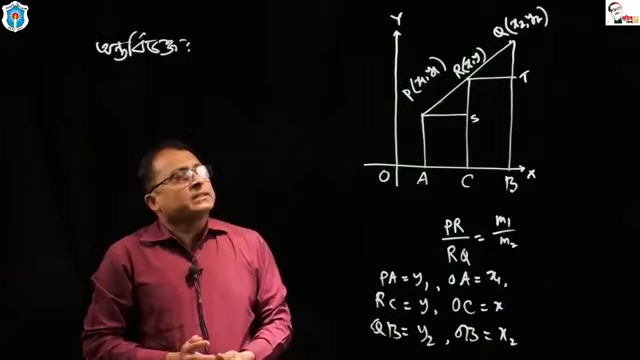 অন্তর্বিভক্তঃ
Y
Q(x₂,y₂)
R(x,y)
P(x₁,y₁)
T
S
O A C B X
PR/RQ = m₁/m₂
PA = y₁, OA = x₁,
RC = y, OC = x
QB = y₂, OB = x₂